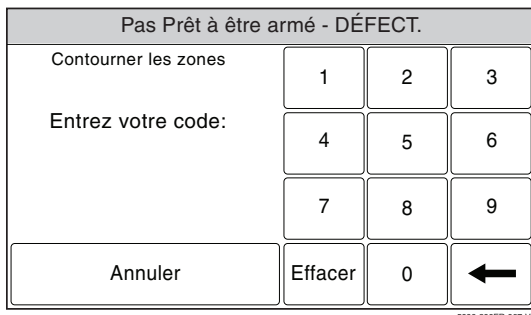 Pas Prêt à être armé - DÉFECT.
Contourner les zones
1 2 3
Entrez votre code:
4 5 6
7 8 9
Annuler Effacer 0